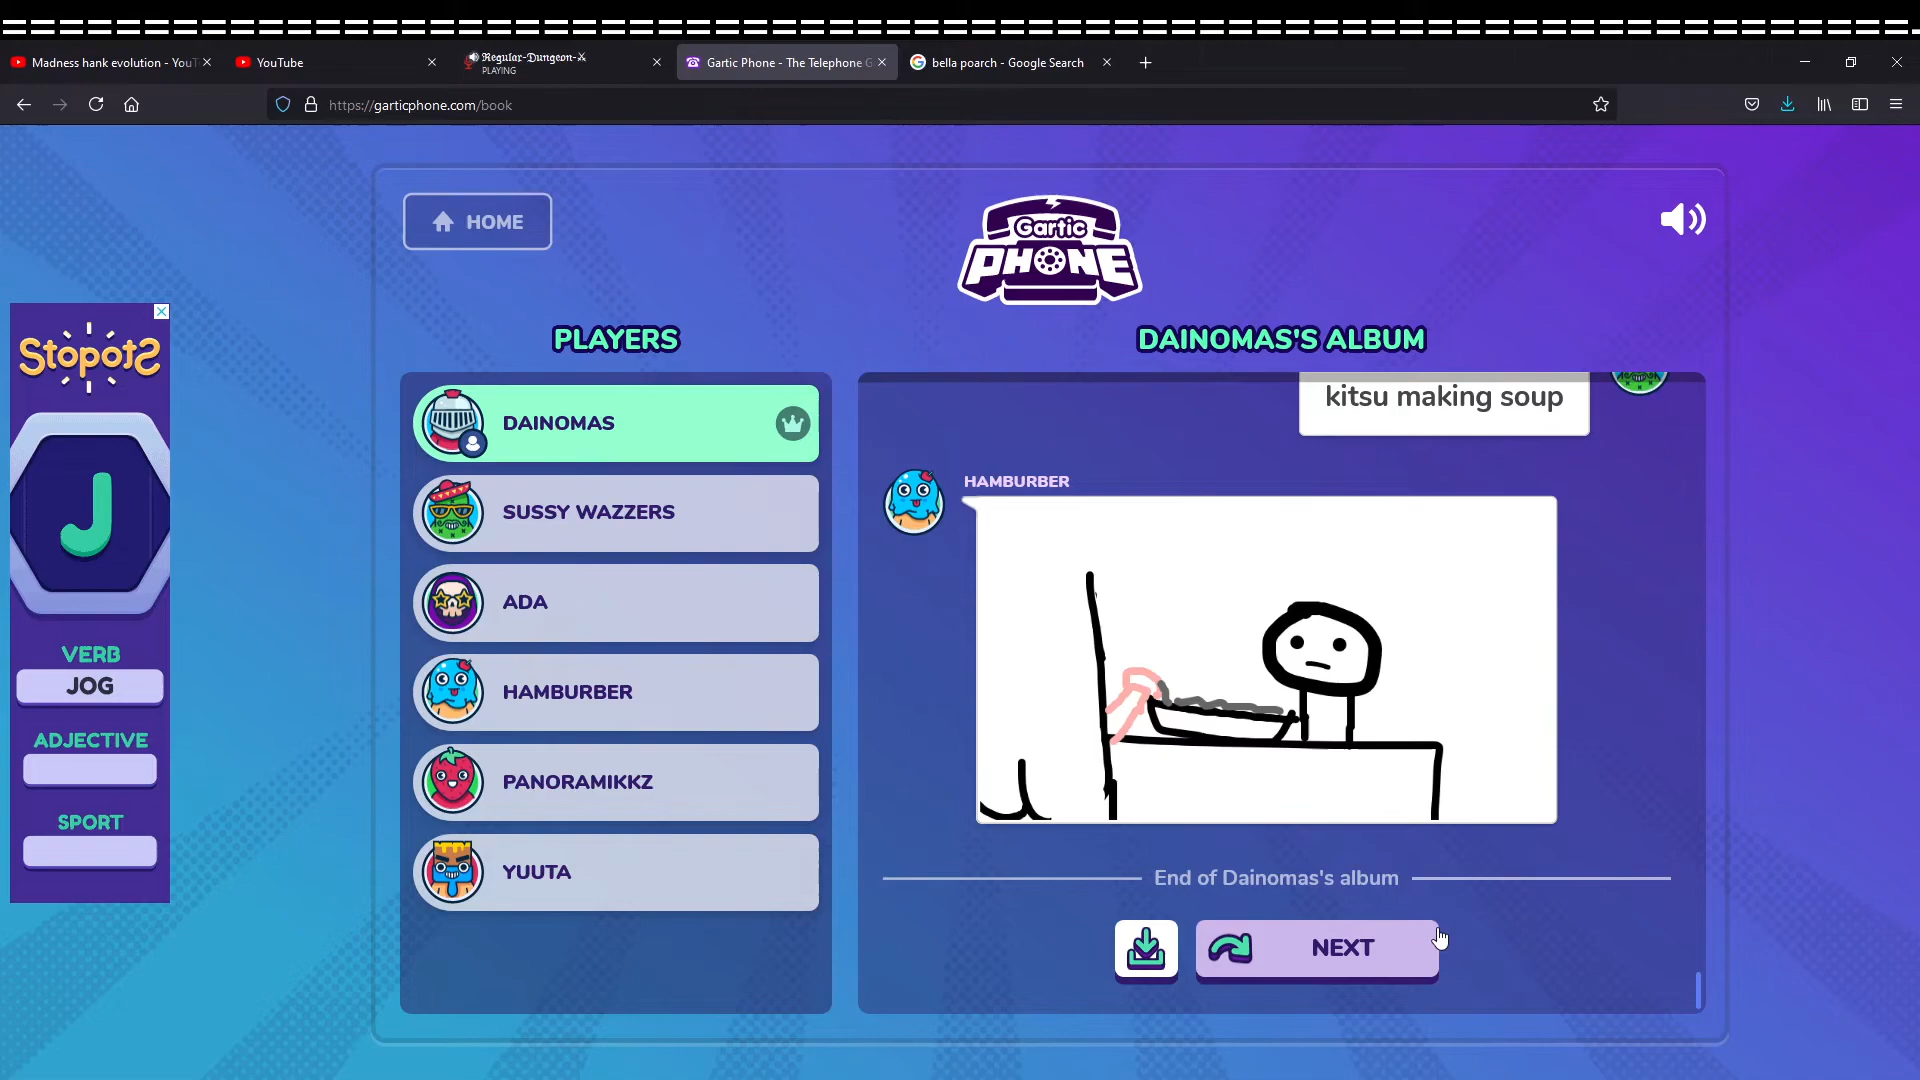 Madness hank evolution - YouT
YouTube
Regular-Dungeon-
PLAYING
Gartic Phone - The Telephone G
bella poarch - Google Search
https://garticphone.com/book
HOME
Gartic
PHONE
PLAYERS
DAINOMAS'S ALBUM
StopotS
J
VERB
JOG
ADJECTIVE
SPORT
DAINOMAS
SUSSY WAZZERS
ADA
HAMBURBER
PANORAMIKKZ
YUUTA
kitsu making soup
HAMBURBER
End of Dainomas's album
NEXT